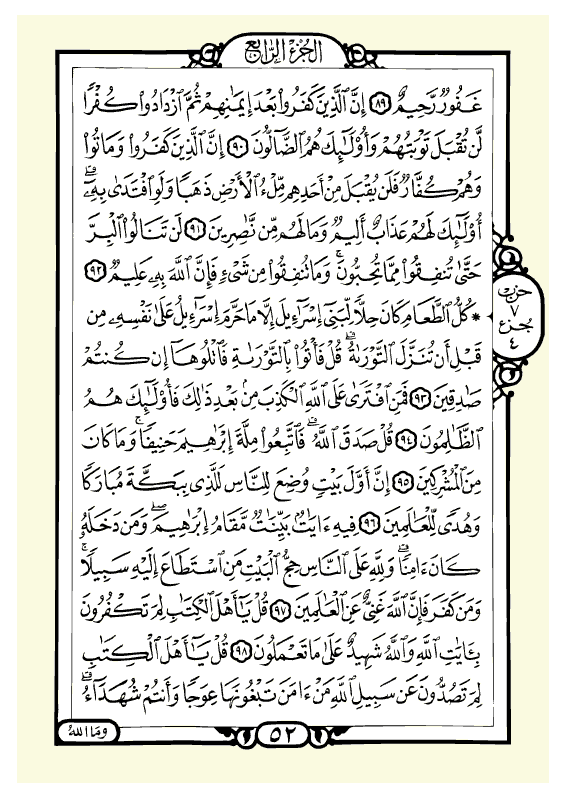 الجزء الرابع
غَفُورٌ رَّحِيمٌ ٨٩ إِنَّ الَّذِينَ كَفَرُوا بَعْدَ إِيمَٰنِهِمْ ثُمَّ ازْدَادُوا كُفْرًا
لَّن تُقْبَلَ تَوْبَتُهُمْ وَأُوْلَٰٓئِكَ هُمُ الضَّآلُّونَ ٩٠ إِنَّ الَّذِينَ كَفَرُوا وَمَاتُوا
وَهُمْ كُفَّارٌ فَلَن يُقْبَلَ مِنْ أَحَدِهِم مِّلْءُ الْأَرْضِ ذَهَبًا وَلَوِ افْتَدَىٰ بِهِۦٓ ۗ
أُوْلَٰٓئِكَ لَهُمْ عَذَابٌ أَلِيمٌ وَمَا لَهُم مِّن نَّٰصِرِينَ ٩١ لَن تَنَالُوا الْبِرَّ
حَتَّىٰ تُنفِقُوا مِمَّا تُحِبُّونَ ۚ وَمَا تُنفِقُوا مِن شَيْءٍ فَإِنَّ اللَّهَ بِهِۦ عَلِيمٌ ٩٢
* كُلُّ الطَّعَامِ كَانَ حِلًّا لِّبَنِىٓ إِسْرَٰٓءِيلَ إِلَّا مَا حَرَّمَ إِسْرَٰٓءِيلُ عَلَىٰ نَفْسِهِۦ مِن
قَبْلِ أَن تُنَزَّلَ التَّوْرَىٰةُ ۗ قُلْ فَأْتُوا بِالتَّوْرَىٰةِ فَاتْلُوهَآ إِن كُنتُمْ
صَٰدِقِينَ ٩٣ فَمَنِ افْتَرَىٰ عَلَى اللَّهِ الْكَذِبَ مِنۢ بَعْدِ ذَٰلِكَ فَأُوْلَٰٓئِكَ هُمُ
الظَّٰلِمُونَ ٩٤ قُلْ صَدَقَ اللَّهُ ۗ فَاتَّبِعُوا مِلَّةَ إِبْرَٰهِيمَ حَنِيفًا ۖ وَمَا كَانَ
مِنَ الْمُشْرِكِينَ ٩٥ إِنَّ أَوَّلَ بَيْتٍ وُضِعَ لِلنَّاسِ لَلَّذِى بِبَكَّةَ مُبَارَكًا
وَهُدًى لِّلْعَٰلَمِينَ ٩٦ فِيهِ ءَايَٰتٌۢ بَيِّنَٰتٌ مَّقَامُ إِبْرَٰهِيمَ ۖ وَمَن دَخَلَهُۥ
كَانَ ءَامِنًا ۗ وَلِلَّهِ عَلَى النَّاسِ حِجُّ الْبَيْتِ مَنِ اسْتَطَاعَ إِلَيْهِ سَبِيلًا ۚ
وَمَن كَفَرَ فَإِنَّ اللَّهَ غَنِىٌّ عَنِ الْعَٰلَمِينَ ٩٧ قُلْ يَٰٓأَهْلَ الْكِتَٰبِ لِمَ تَكْفُرُونَ
بِـَٔايَٰتِ اللَّهِ وَاللَّهُ شَهِيدٌ عَلَىٰ مَا تَعْمَلُونَ ٩٨ قُلْ يَٰٓأَهْلَ الْكِتَٰبِ
لِمَ تَصُدُّونَ عَن سَبِيلِ اللَّهِ مَنْ ءَامَنَ تَبْغُونَهَا عِوَجًا وَأَنتُمْ شُهَدَآءُ ۗ
حزب
٧
جزء
٤
٥٢
وما الله